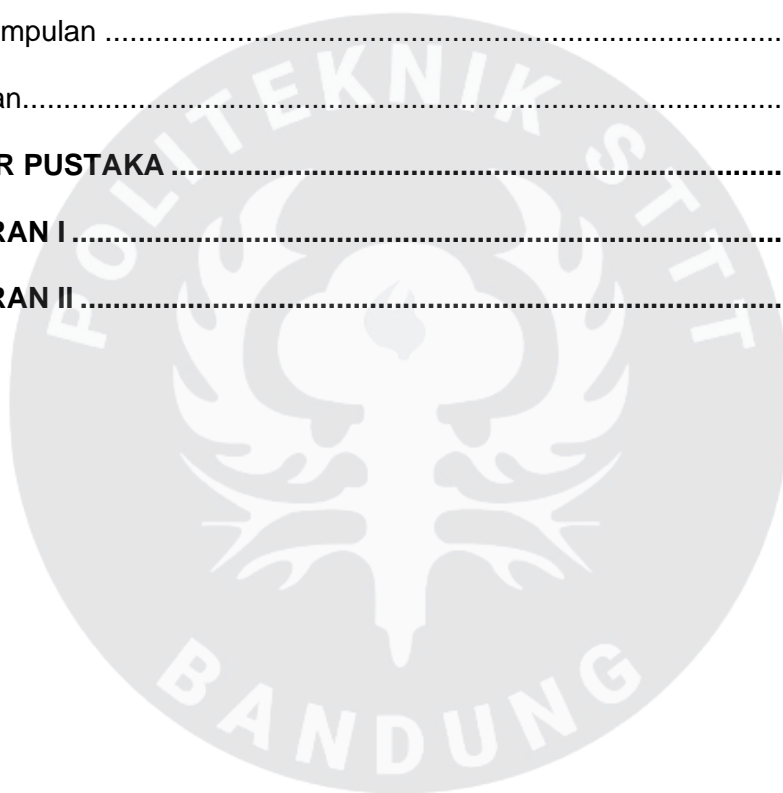 mpulan ........................................................................................
an..................................................................................................
R PUSTAKA ..........................................................................
RAN I ......................................................................................
RAN II .....................................................................................
POLITEKNIK STTT
BANDUNG